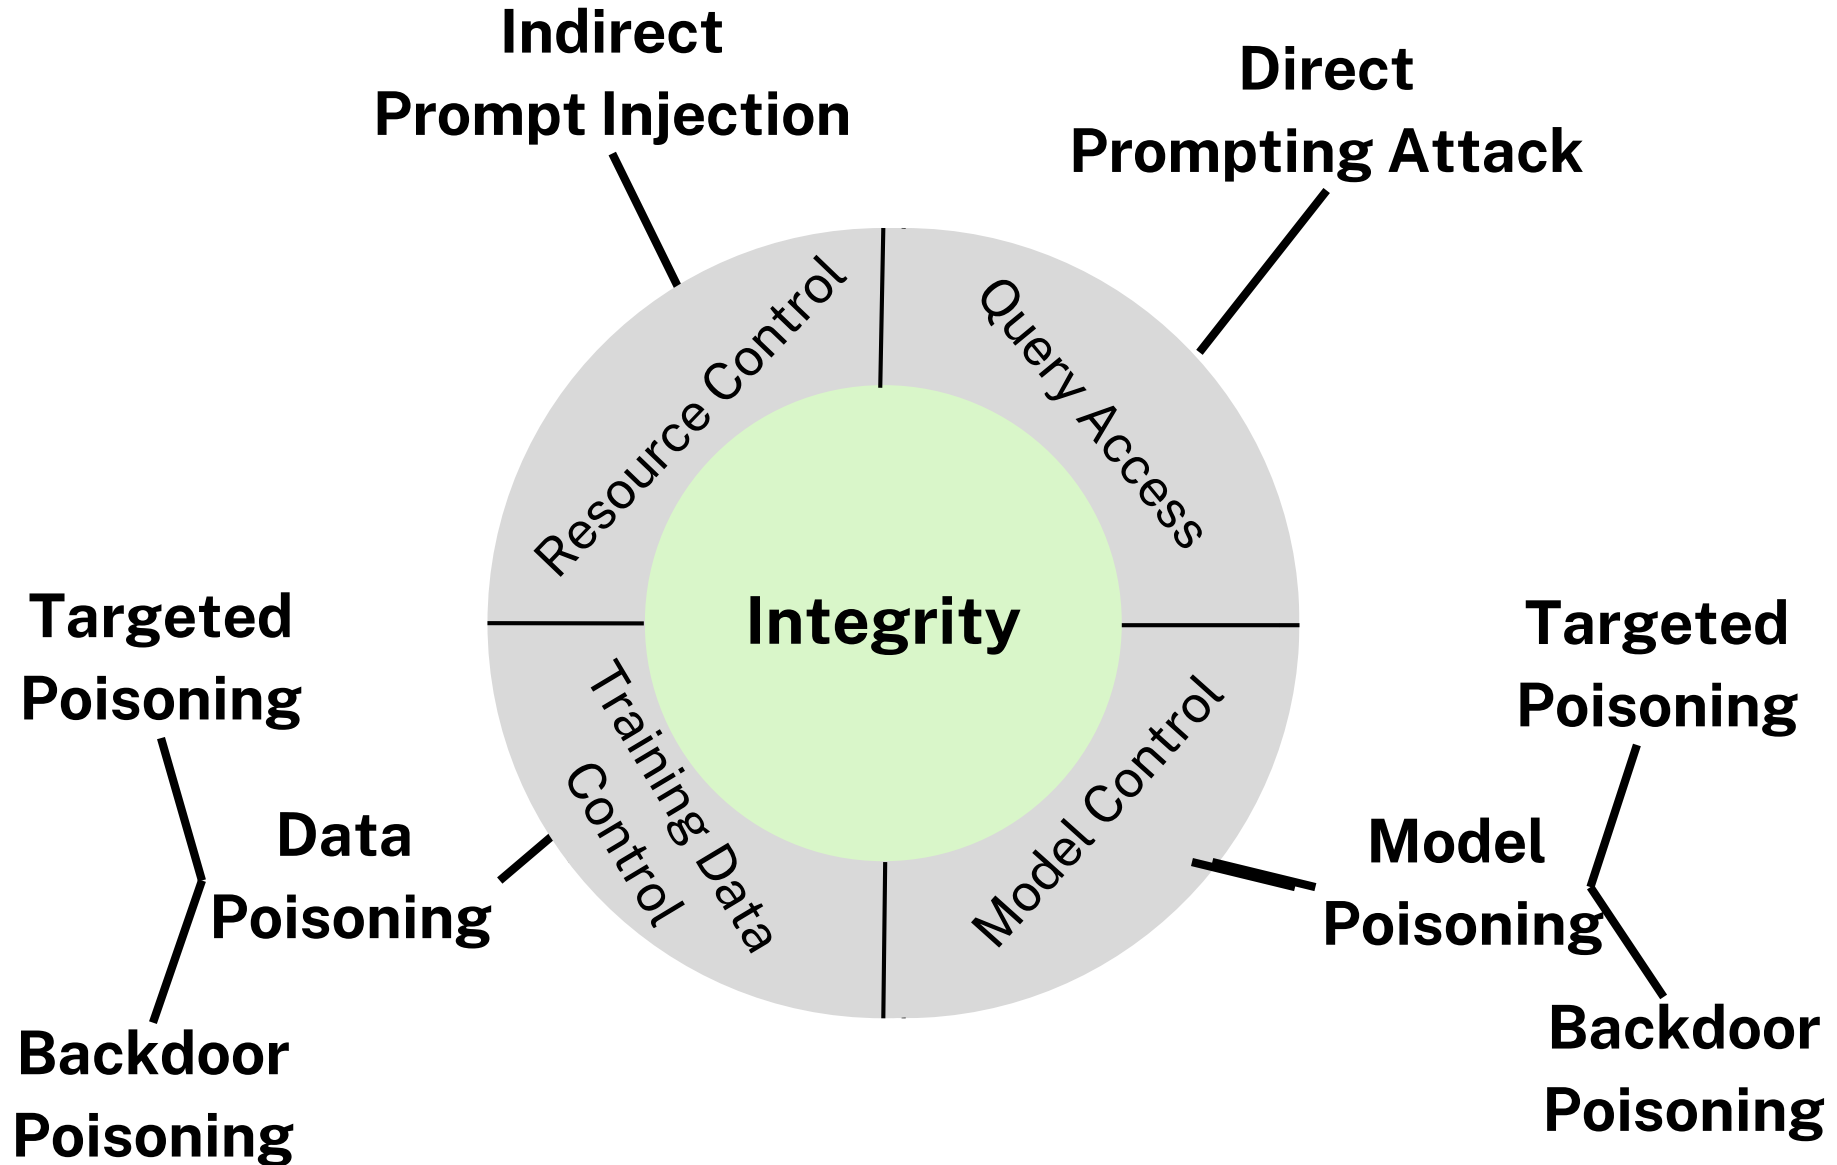 Indirect
Prompt Injection
Direct
Prompting Attack
Resource Control
Query Access
Integrity
Targeted
Poisoning
Data
Poisoning
Backdoor
Poisoning
Training Data
Control
Model Control
Targeted
Poisoning
Model
Poisoning
Backdoor
Poisoning